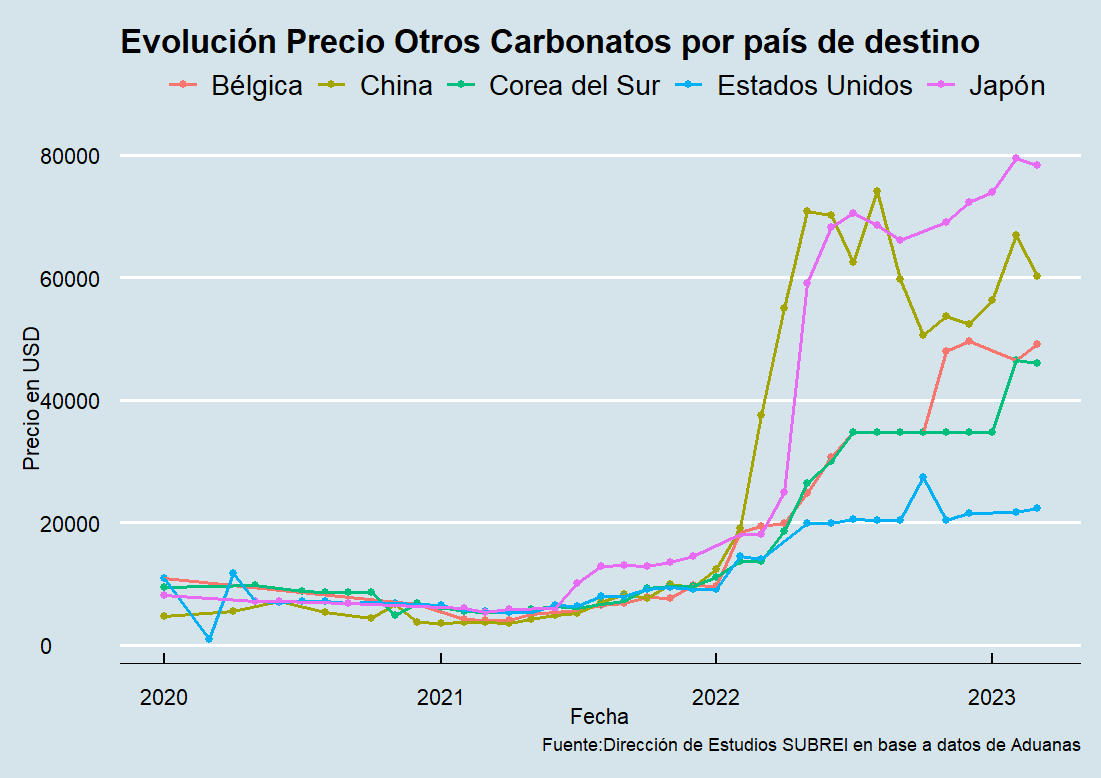 Evolución Precio Otros Carbonatos por país de destino
Bélgica China Corea del Sur Estados Unidos Japón
80000
60000
40000
20000
0
Precio en USD
2020 2021 2022 2023
Fecha
Fuente:Dirección de Estudios SUBREI en base a datos de Aduanas